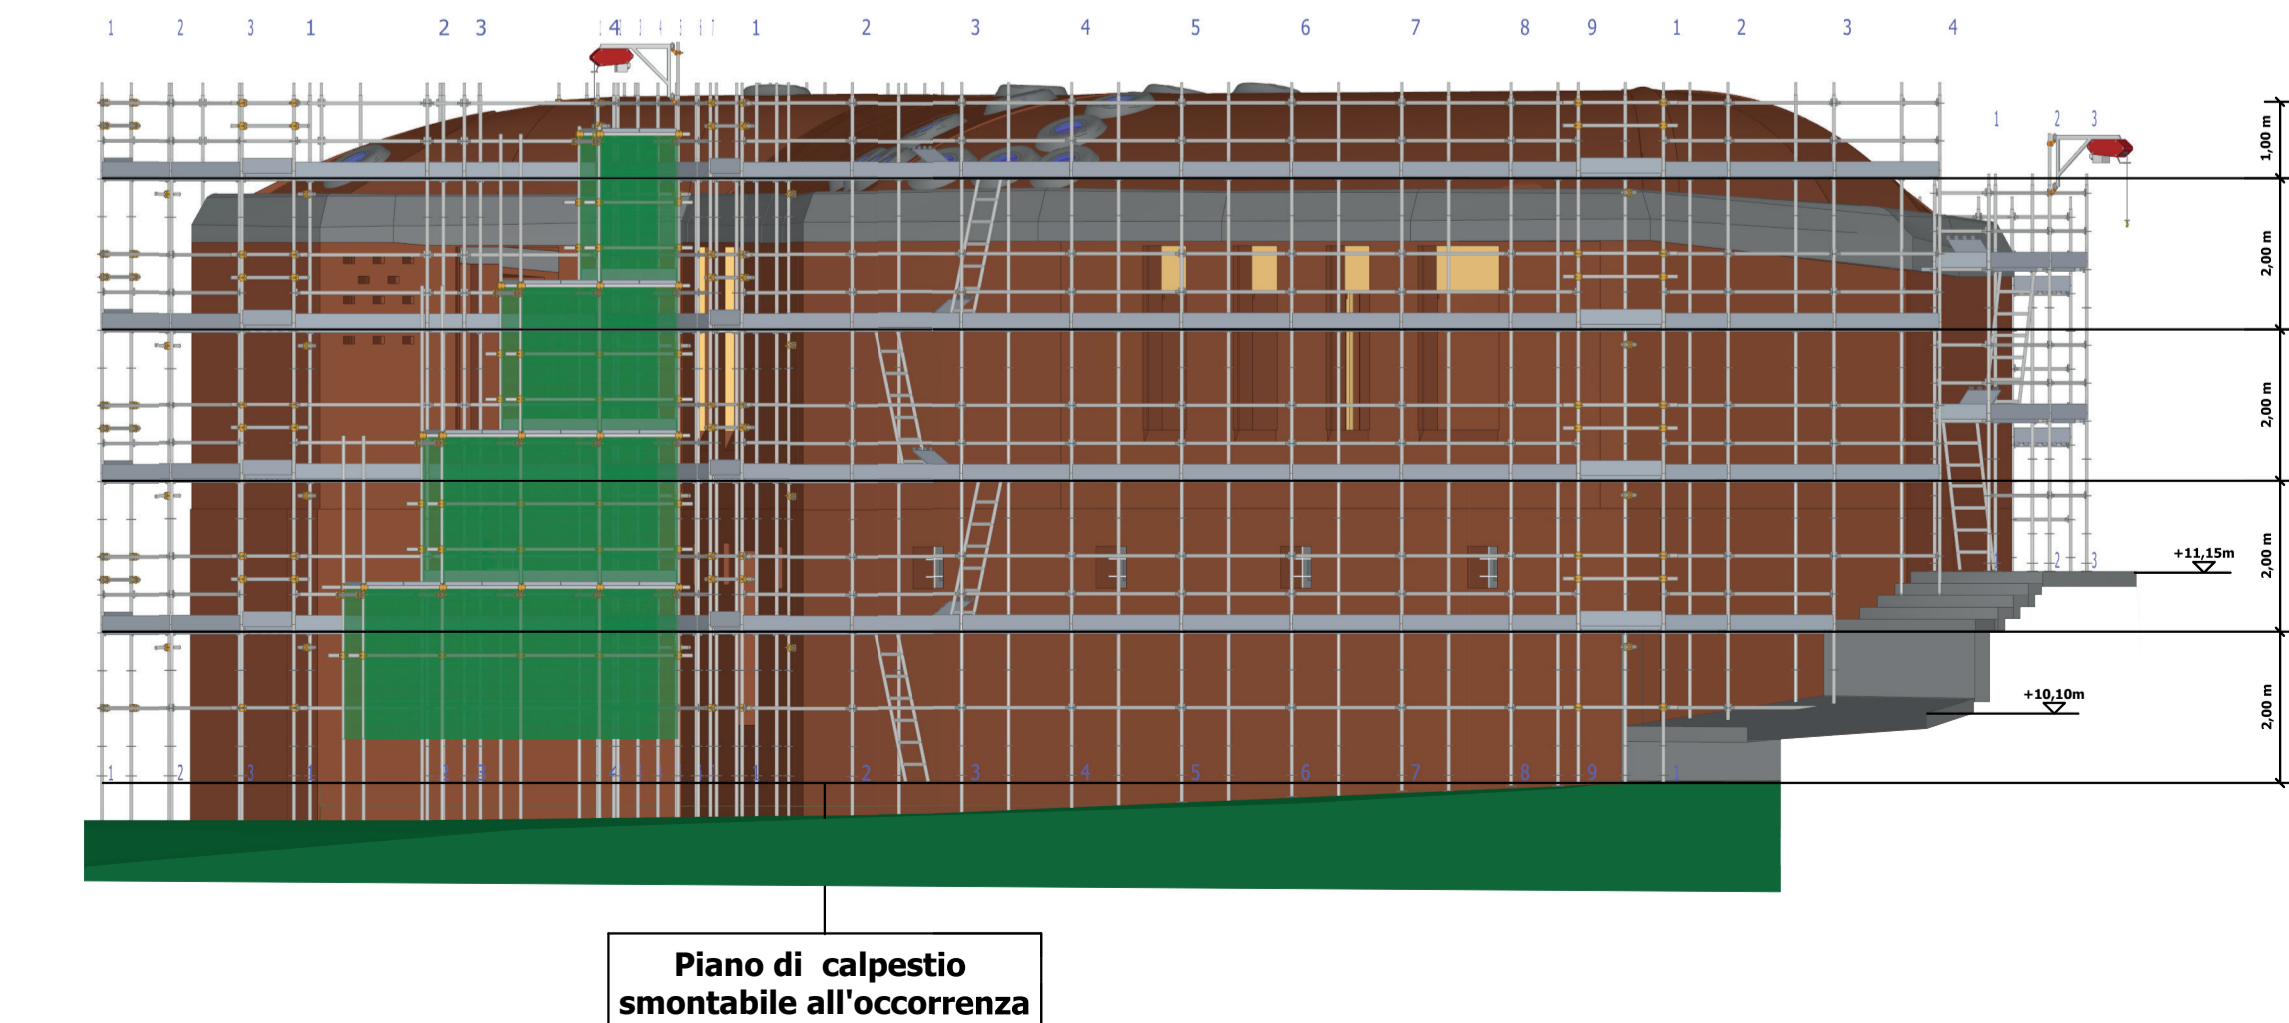 1 2 3 1 2 3 4 1 2 3 4 5 6 7 8 9 1 2 3 4
1 2 3
1,00 m
2,00 m
2,00 m
2,00 m
1 2 3
+11,15m
+10,10m
2,00 m
1 2 3 1 2 3 4 1 2 3 4 5 6 7 8 9 1
Piano di calpestio
smontabile all'occorrenza